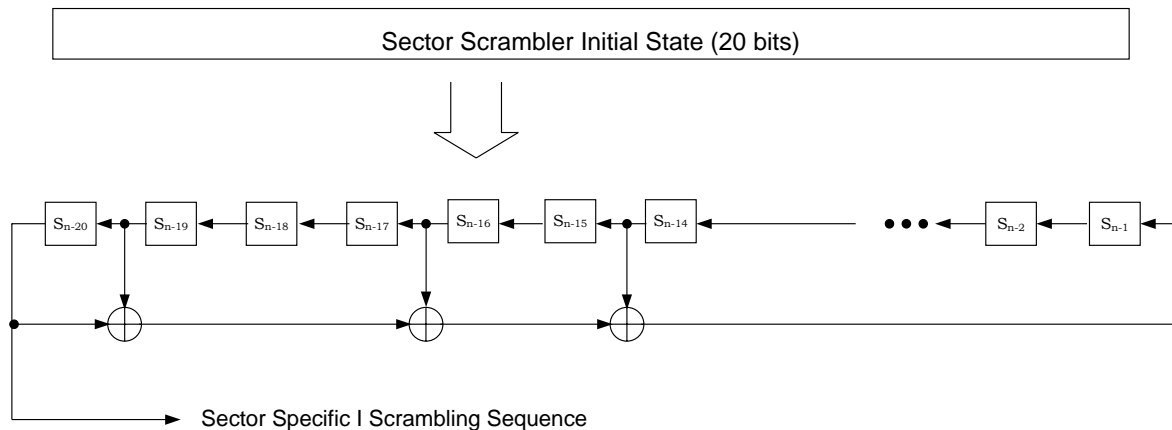 Sector Scrambler Initial State (20 bits)
Sn-20 Sn-19 Sn-18 Sn-17 Sn-16 Sn-15 Sn-14 ••• Sn-2 Sn-1
Sector Specific I Scrambling Sequence